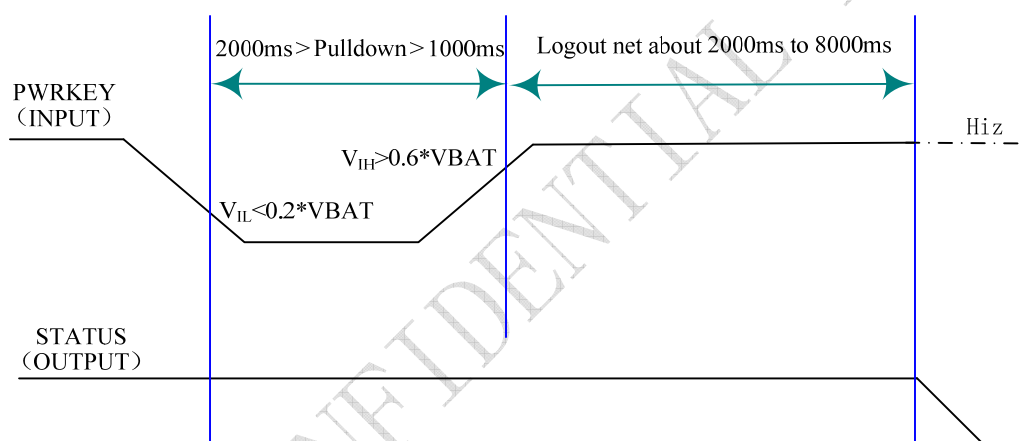 2000ms>Pulldown>1000ms
Logout net about 2000ms to 8000ms
PWRKEY
（INPUT）
Hiz
VIH>0.6*VBAT
VIL<0.2*VBAT
STATUS
（OUTPUT）
NFIDENTIAL